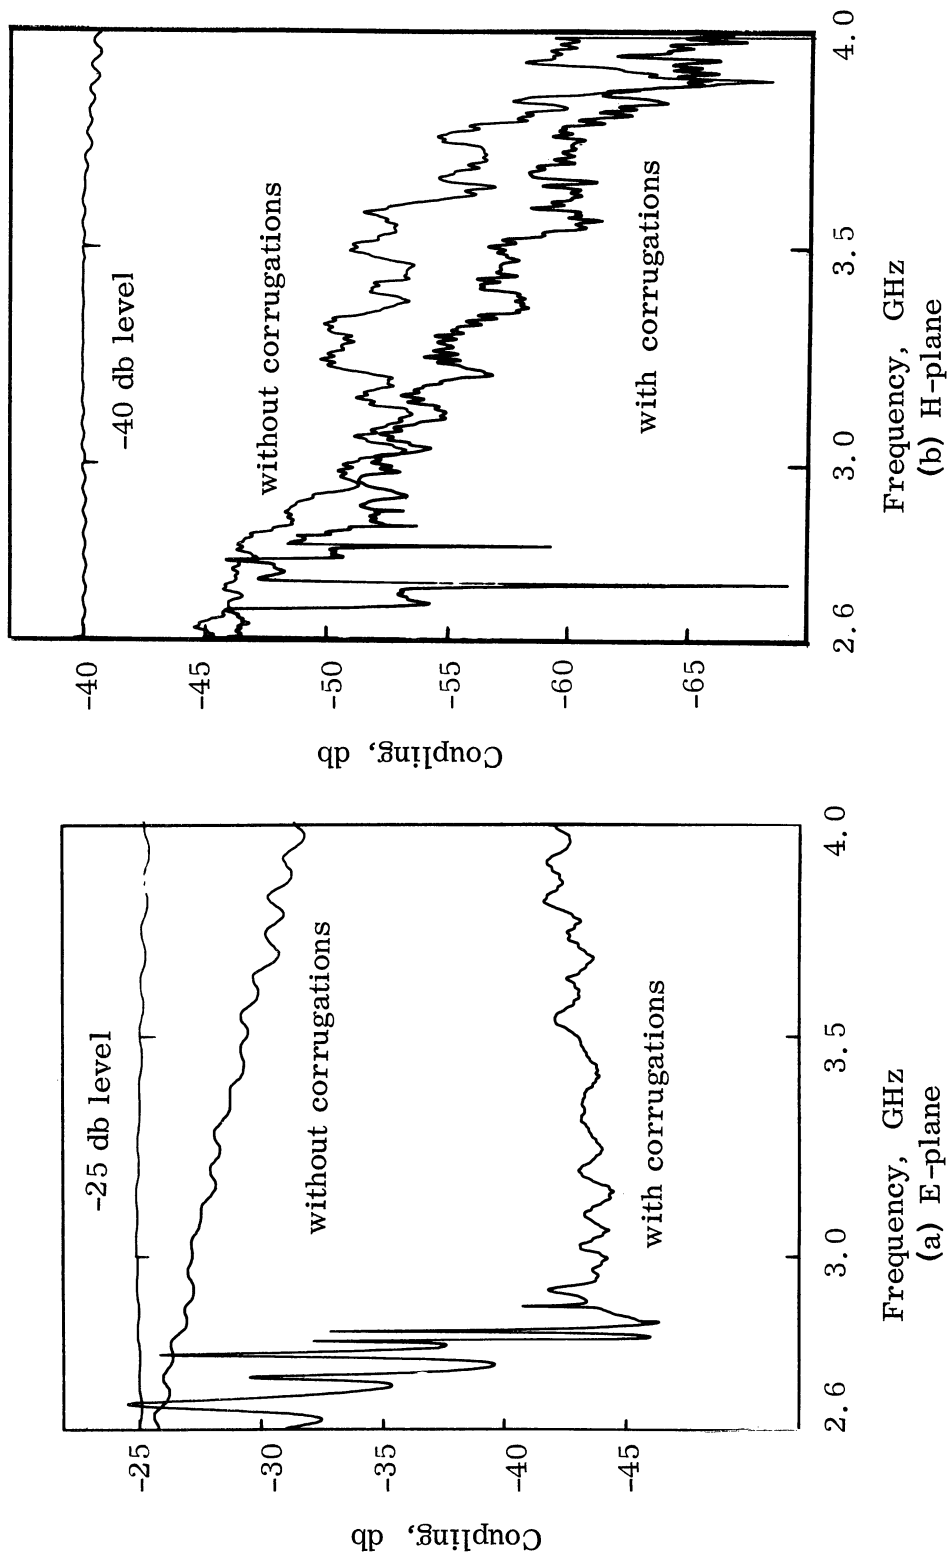 -25 db level
without corrugations
with corrugations
-25
-30
-35
-40
-45
Coupling, db
2.6
3.0
3.5
4.0
Frequency, GHz
(a) E-plane
-40 db level
without corrugations
with corrugations
-40
-45
-50
-55
-60
-65
Coupling, db
2.6
3.0
3.5
4.0
Frequency, GHz
(b) H-plane